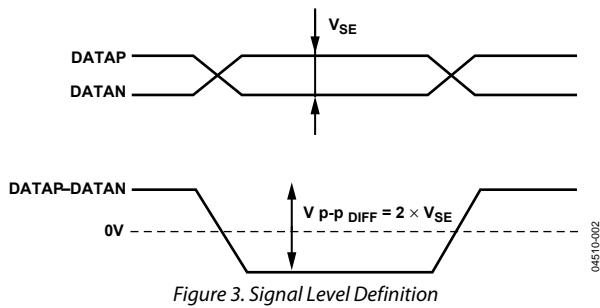 V_SE
DATAP
DATAN
DATAP–DATAN
V p-p DIFF = 2 × V_SE
0V
04510-002
Figure 3. Signal Level Definition